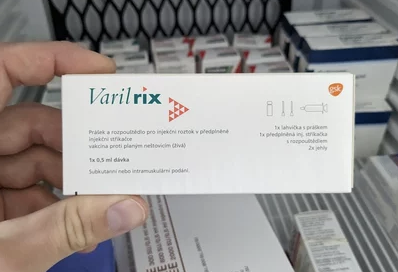 Varilrix
gsk
Prášek a rozpouštědlo pro injekční roztok v předplněné
injekční stříkačce
vakcína proti planým neštovicím (živá)
1x 0,5 ml dávka
Subkutánní nebo intramuskulární podání.
1x lahvička s práškem
1x předplněná inj. stříkačka
s rozpouštědlem
2x jehly